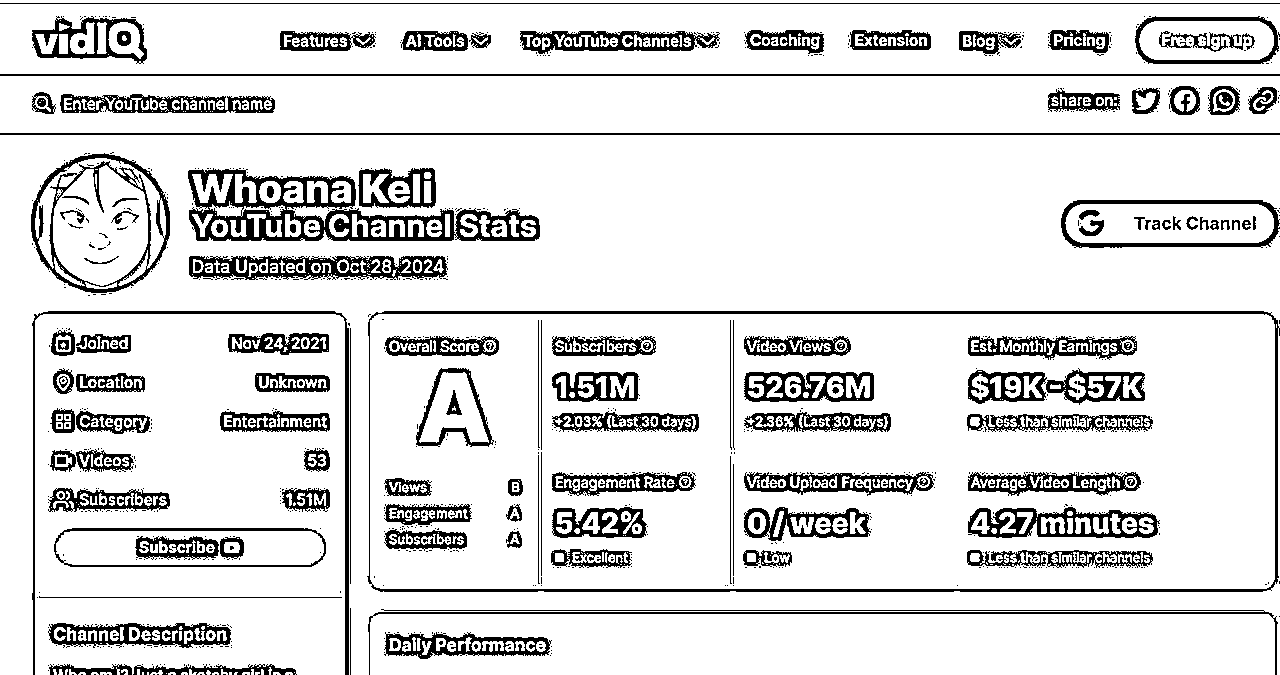 vidIQ
Features AI Tools Top YouTube Channels Coaching Extension Blog Pricing Free sign up
Enter YouTube channel name
share on:
Whoana Keli
YouTube Channel Stats
Data Updated on Oct 28, 2024
Track Channel
Joined Nov 24, 2021
Location Unknown
Category Entertainment
Videos 53
Subscribers 1.51M
Subscribe
Channel Description
Who am I? Just a sketchy girl in a
Overall Score
A
Views B
Engagement A
Subscribers A
Subscribers
1.51M
+2.03% (Last 30 days)
Video Views
526.76M
+2.36% (Last 30 days)
Est. Monthly Earnings
$19K - $57K
Less than similar channels
Engagement Rate
5.42%
Excellent
Video Upload Frequency
0 / week
Low
Average Video Length
4.27 minutes
Less than similar channels
Daily Performance